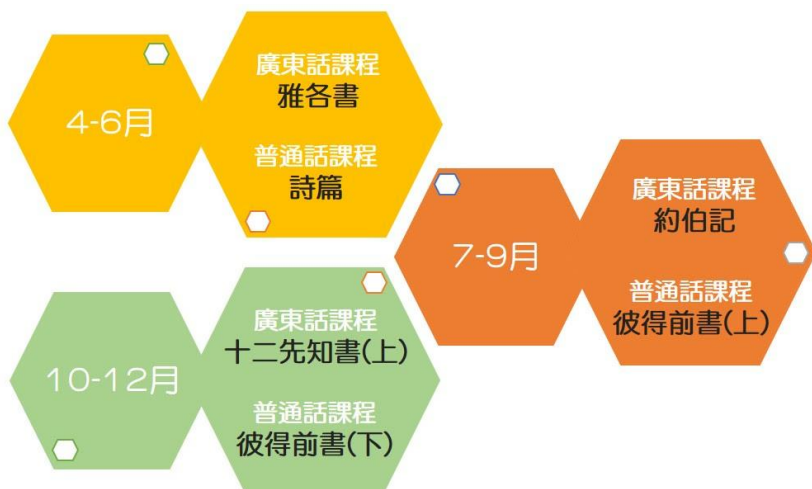 4-6月
廣東話課程
雅各書
普通話課程
詩篇
7-9月
廣東話課程
約伯記
普通話課程
彼得前書(上)
10-12月
廣東話課程
十二先知書(上)
普通話課程
彼得前書(下)